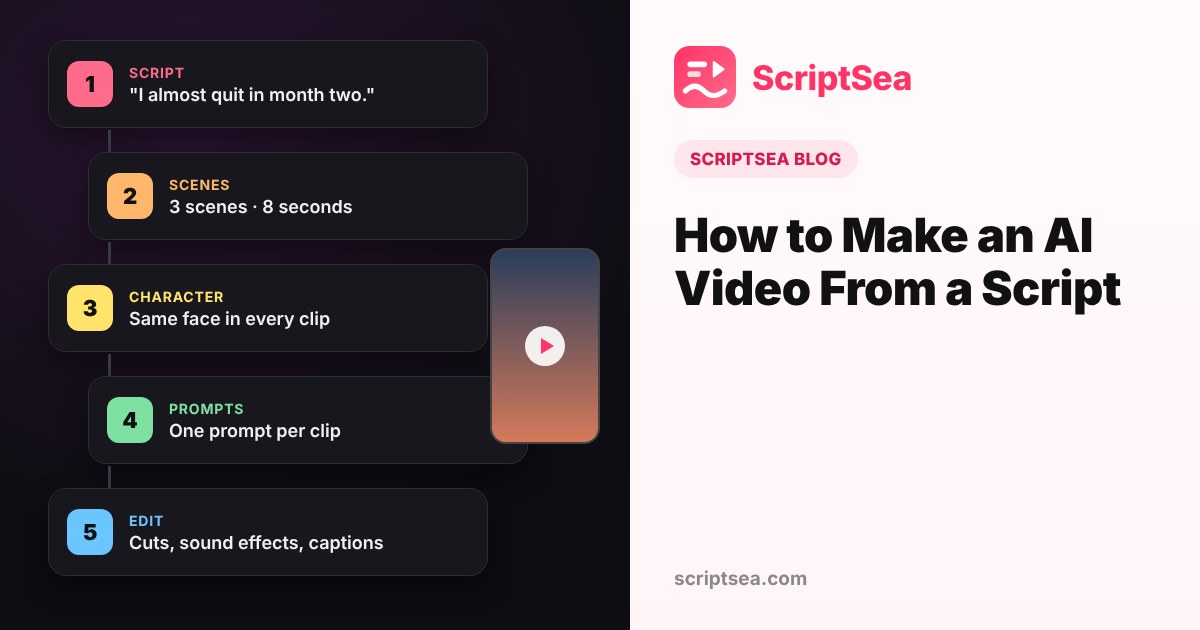 1
SCRIPT
"I almost quit in month two."
2
SCENES
3 scenes · 8 seconds
3
CHARACTER
Same face in every clip
4
PROMPTS
One prompt per clip
5
EDIT
Cuts, sound effects, captions
ScriptSea
SCRIPTSEA BLOG
How to Make an AI
Video From a Script
scriptsea.com